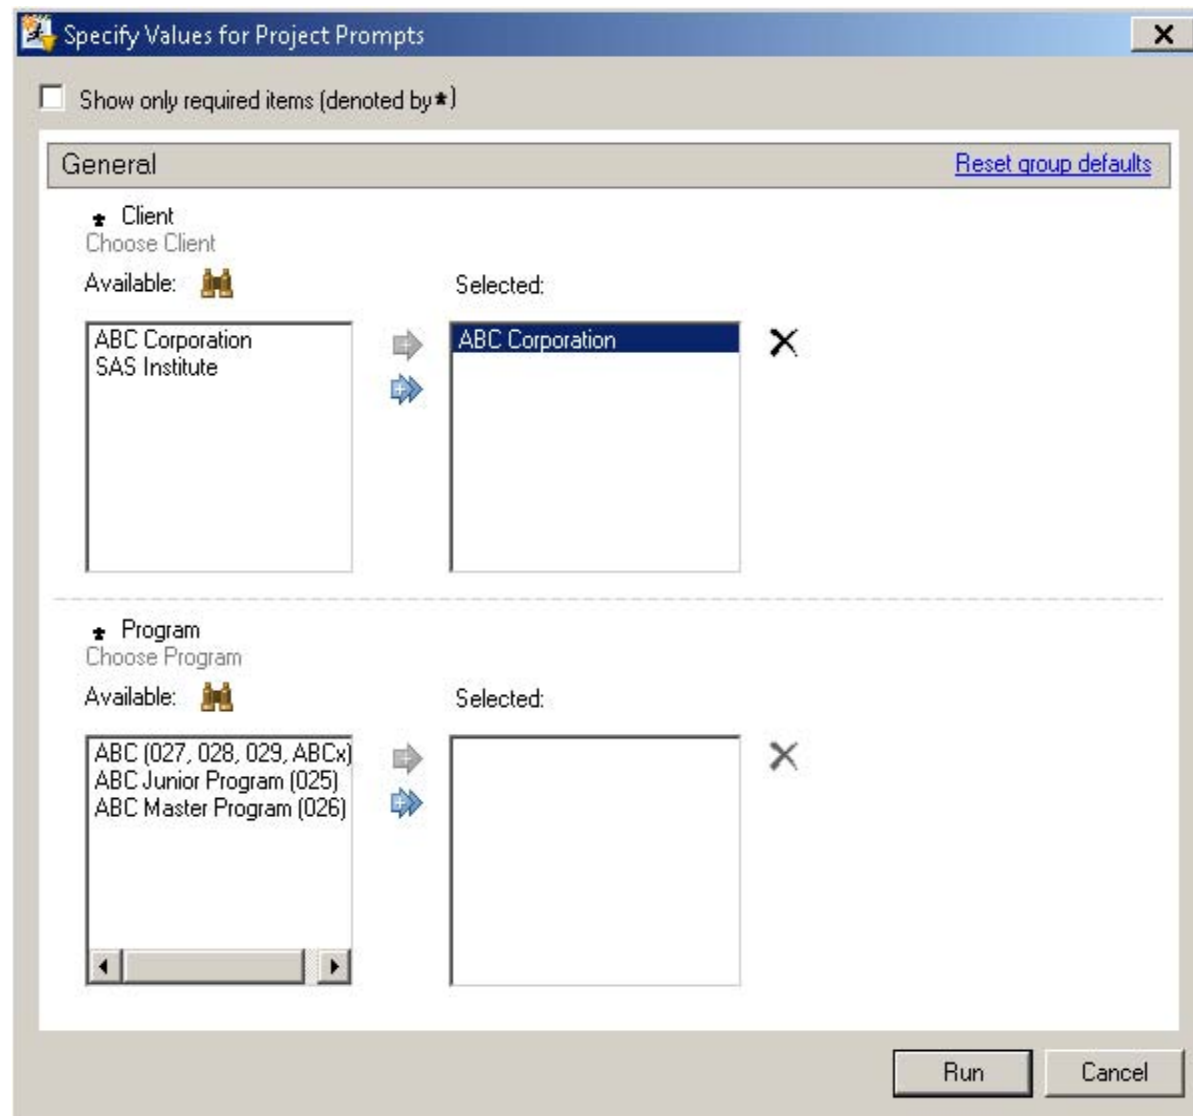 Specify Values for Project Prompts
Show only required items (denoted by*)
General Reset group defaults
* Client
Choose Client
Available: Selected:
ABC Corporation ABC Corporation
SAS Institute
* Program
Choose Program
Available: Selected:
ABC (027, 028, 029, ABCx)
ABC Junior Program (025)
ABC Master Program (026)
Run Cancel